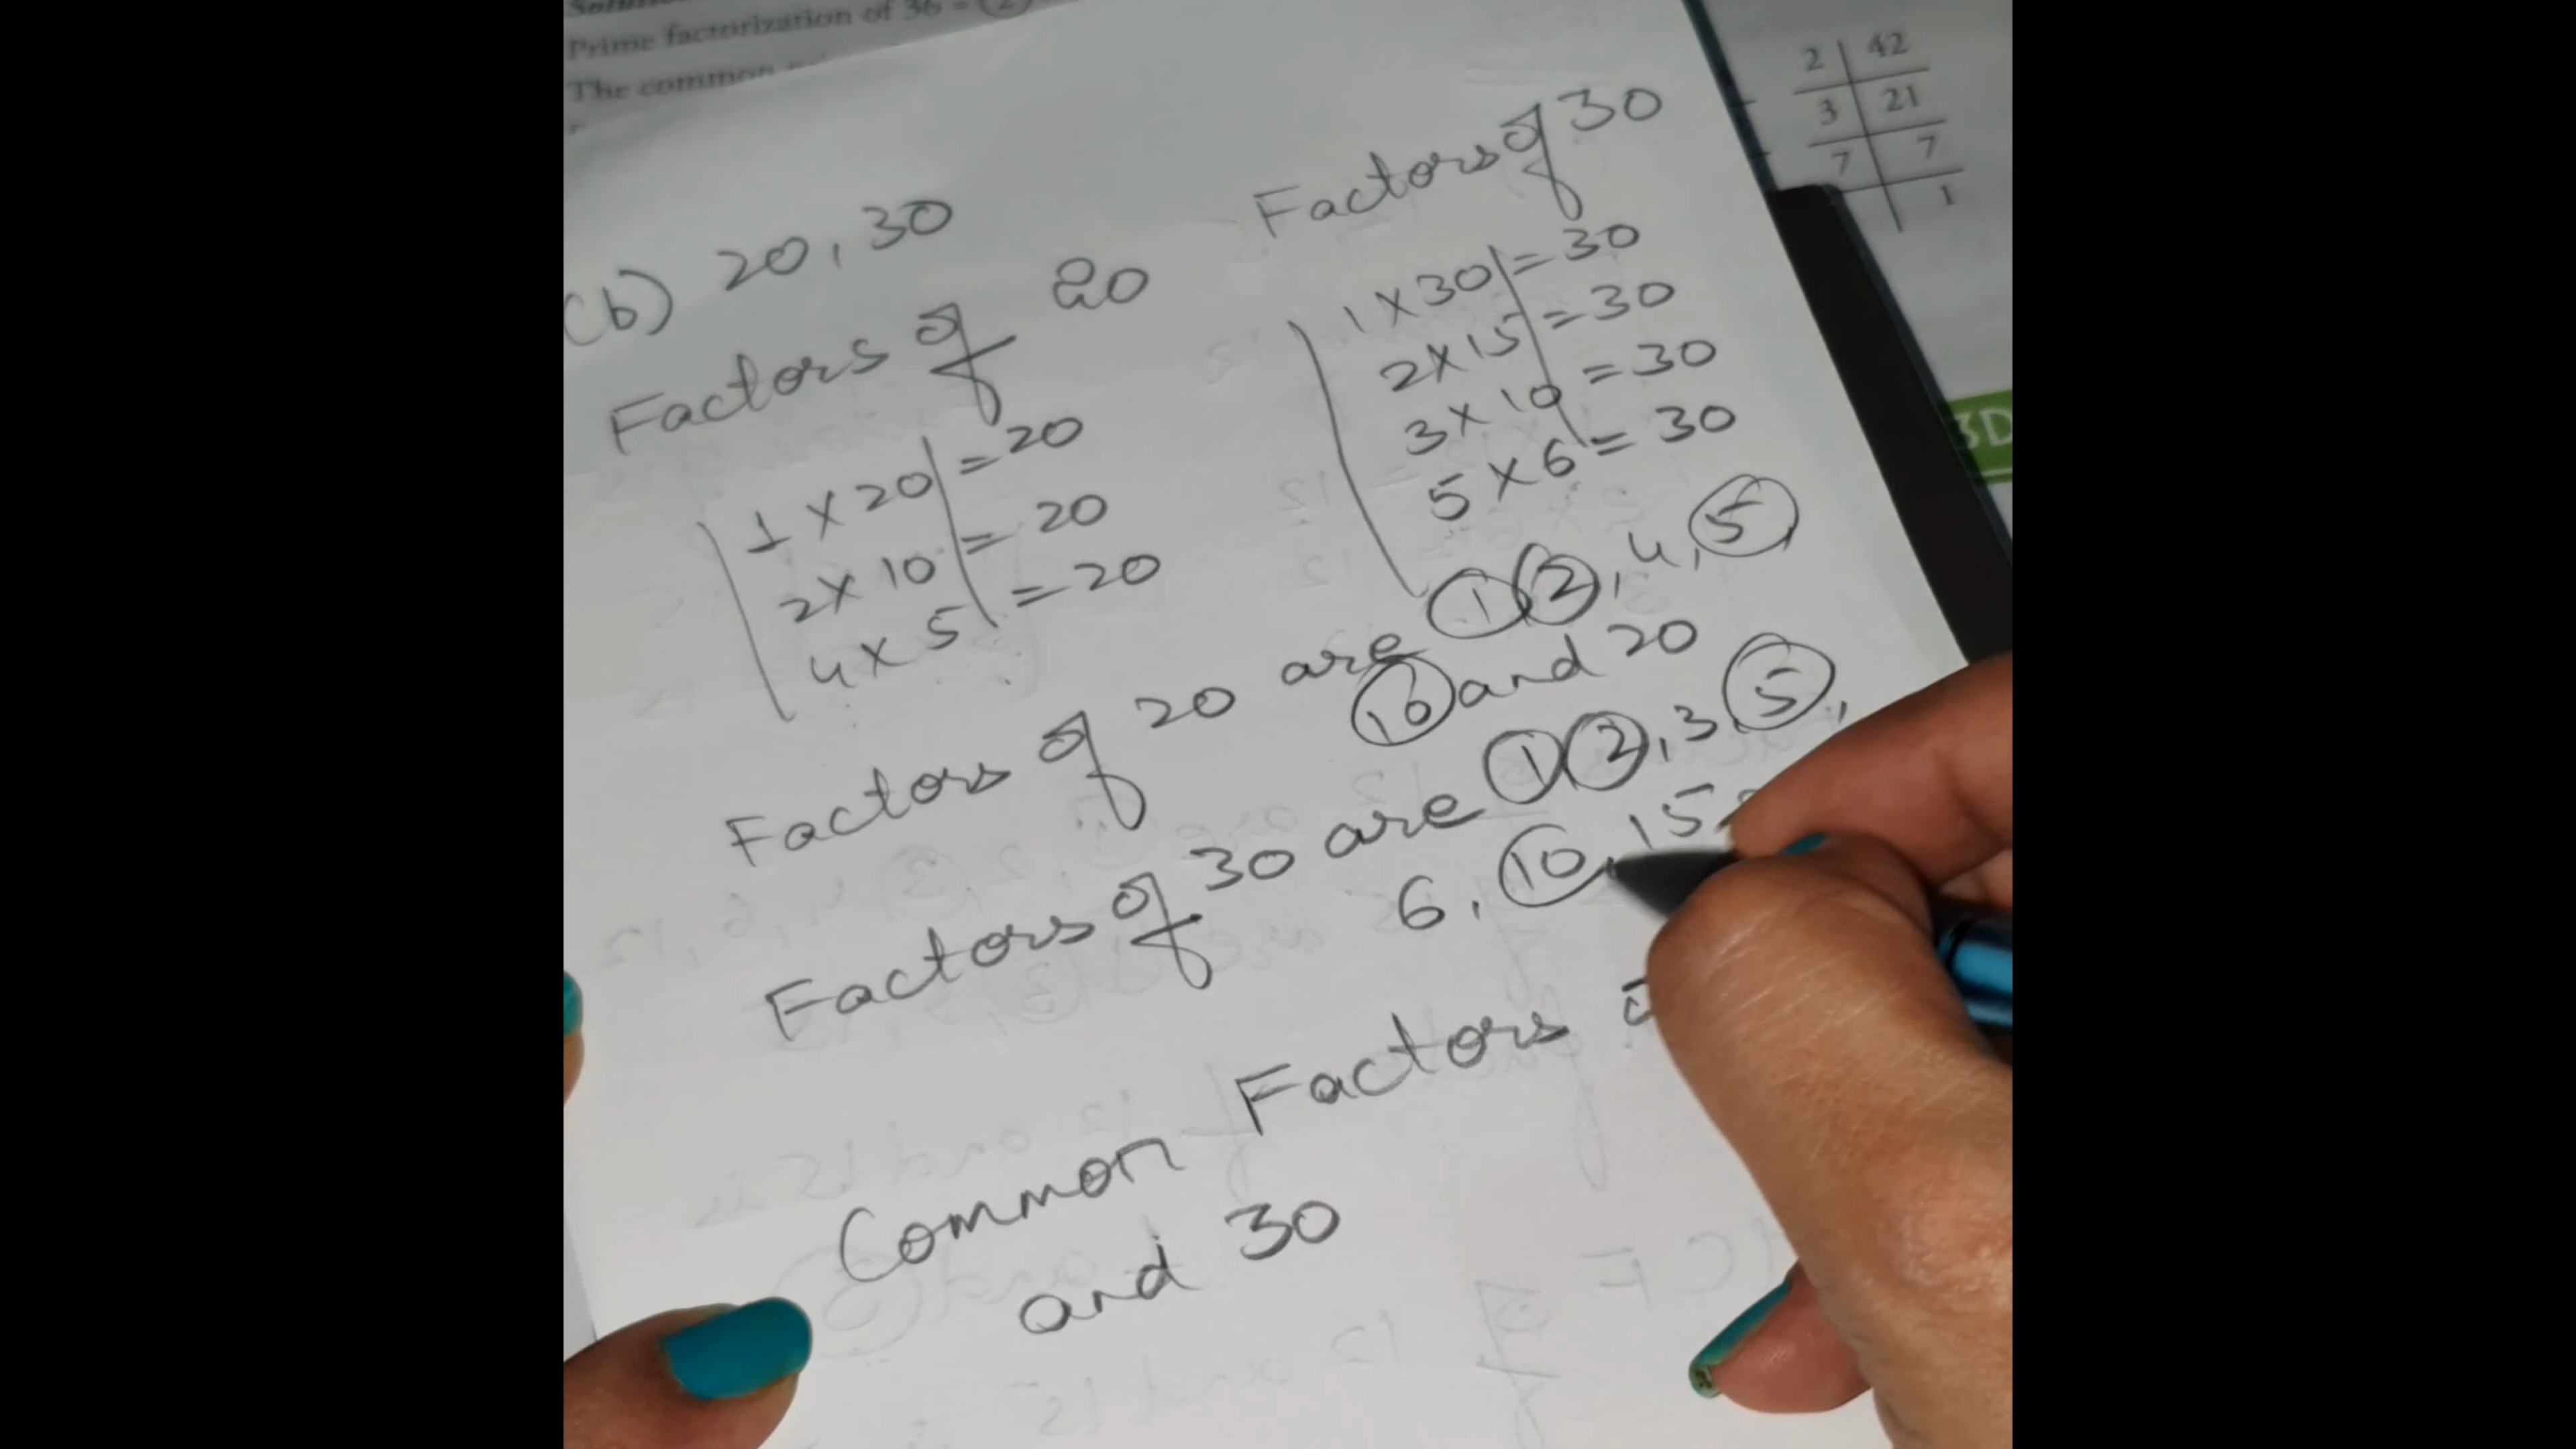 Prime factorization of 36 = 2
The common
2 | 42
3 | 21
7 | 7
1
3D
(b) 20, 30
Factors of 20
1 × 20 = 20
2 × 10 = 20
4 × 5 = 20
Factors of 30
1 × 30 = 30
2 × 15 = 30
3 × 10 = 30
5 × 6 = 30
Factors of 20 are 1 2, 4, 5
10 and 20
Factors of 30 are 1 2, 3 5,
6, 10, 15
Common Factors
and 30